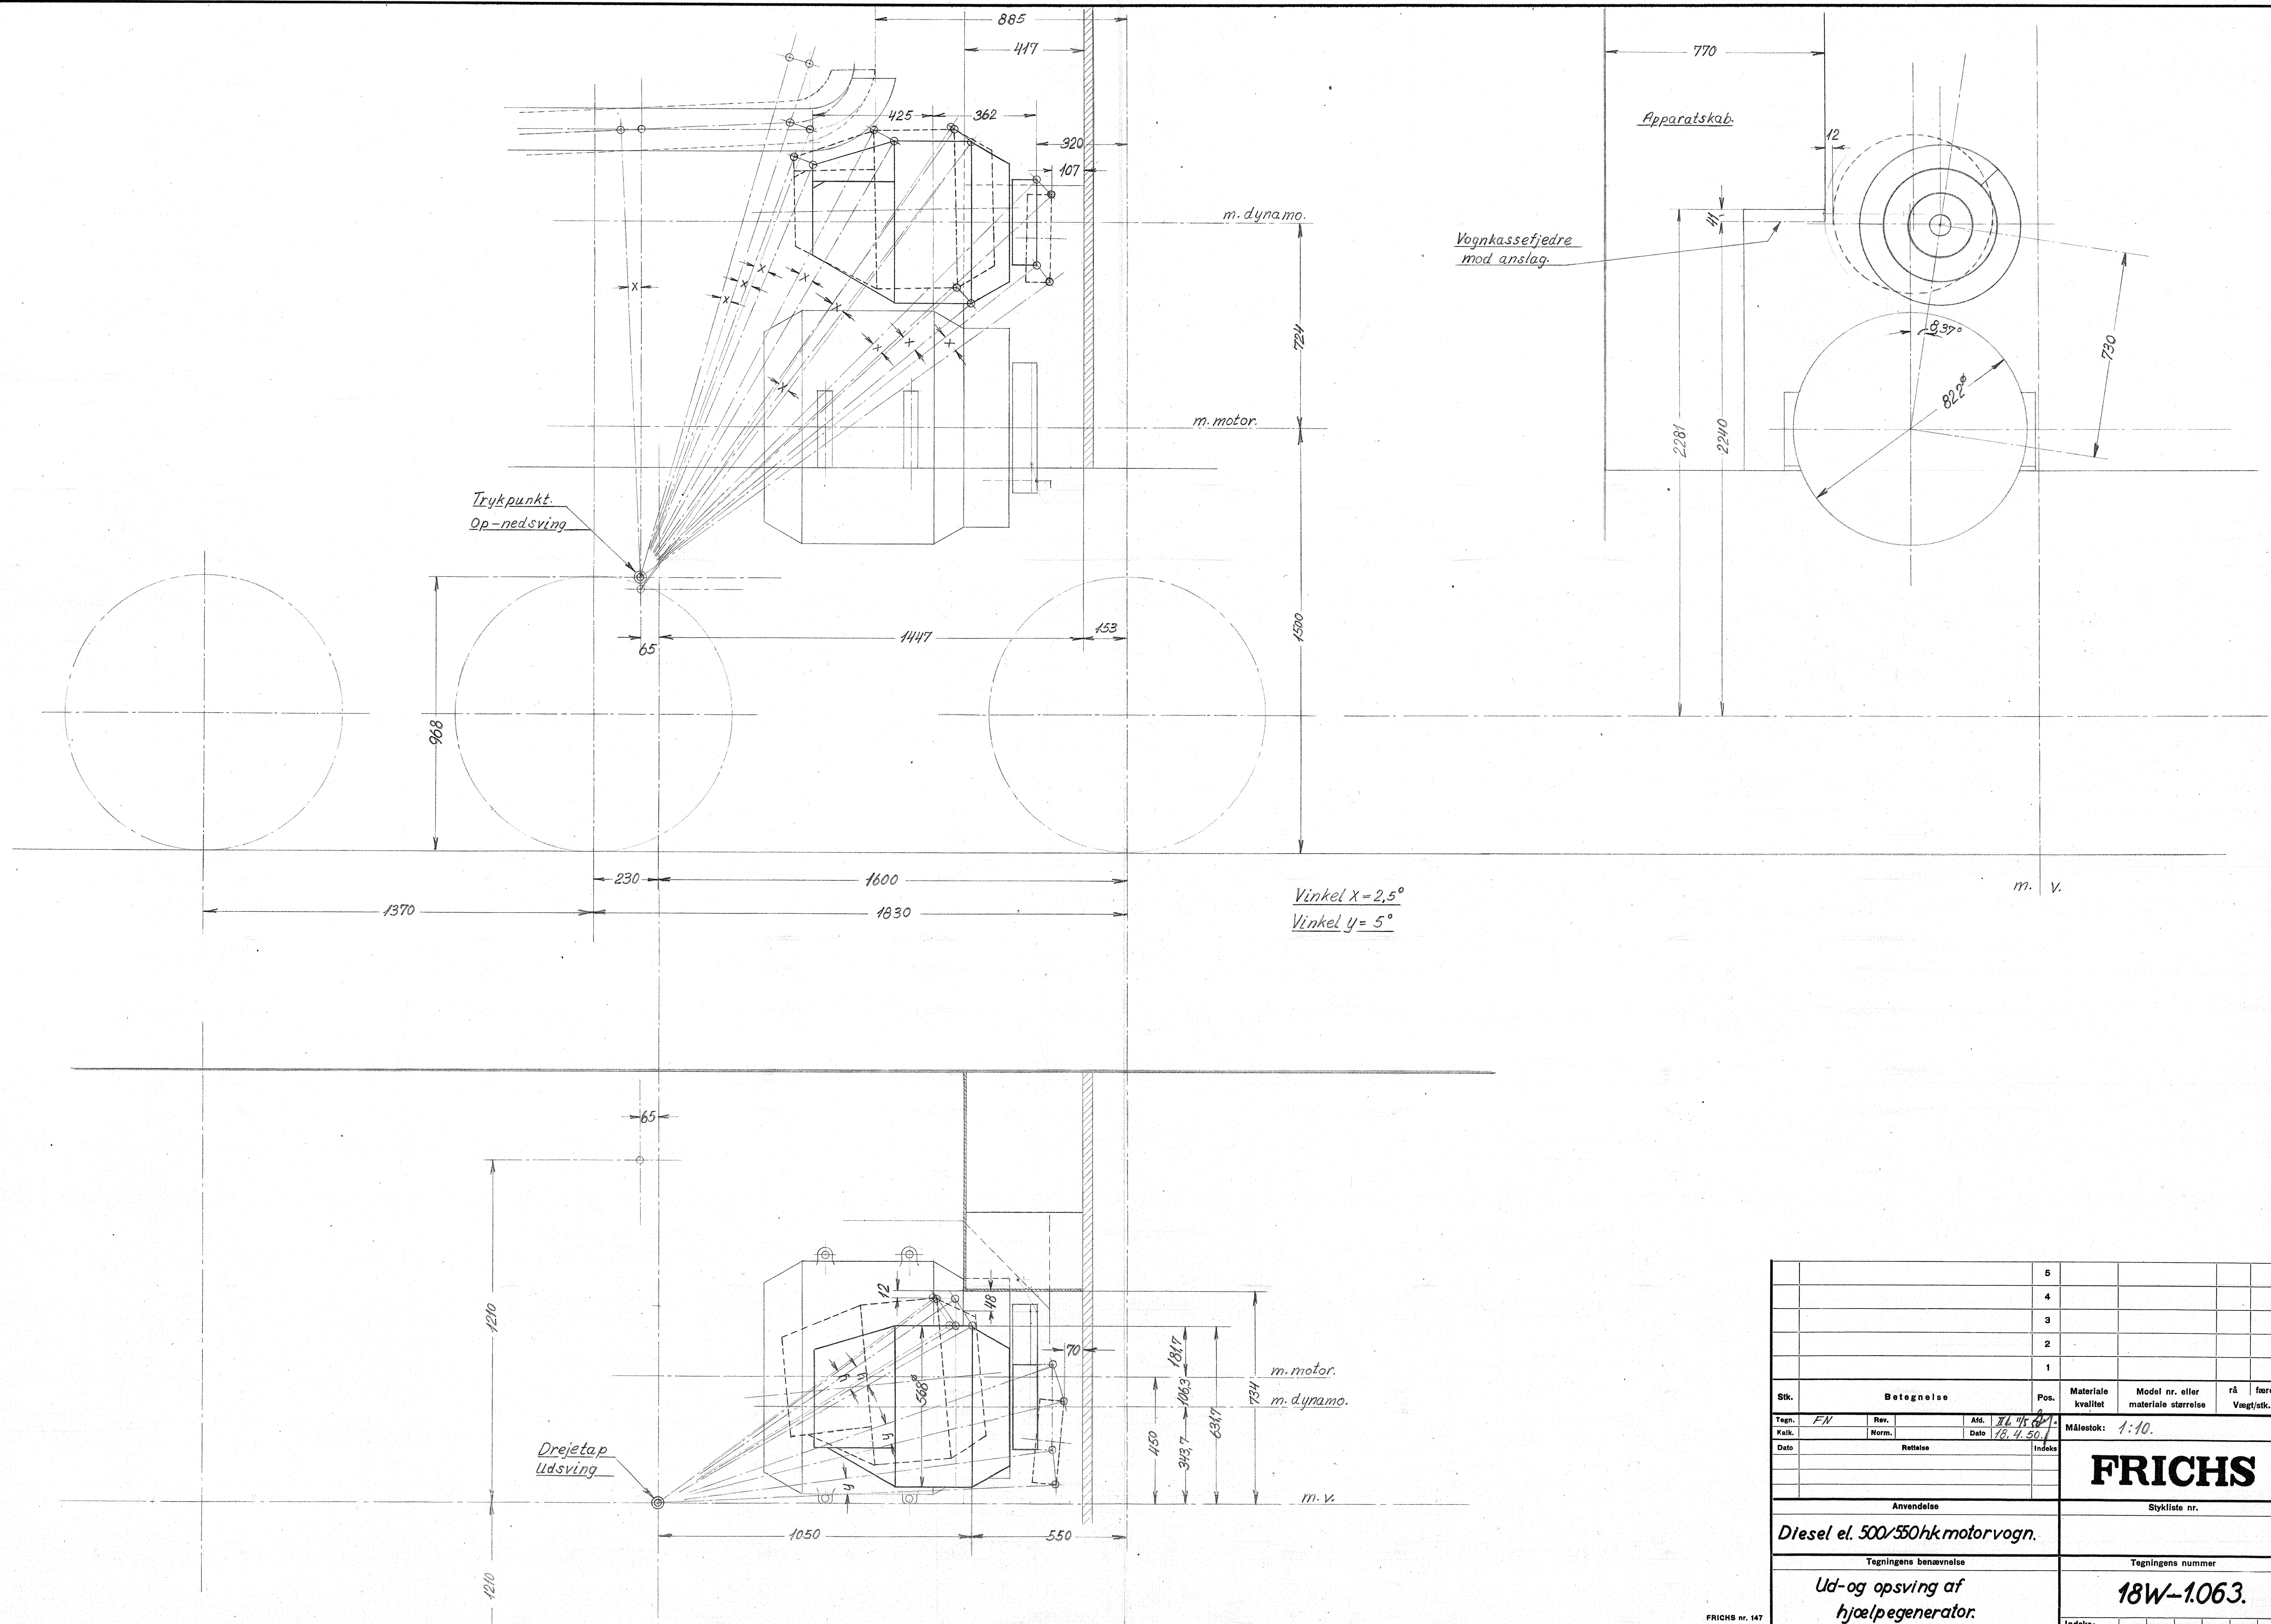 885
417
770
425
362
Apparatskab.
12
320
107
m. dynamo.
41
Vognkassefjedre
mod anslag.
x
x
x
x
x
x
x
x
x
x
8,37°
724
730
822ø
m. motor.
2281
2240
Trykpunkt.
Op-nedsving
1500
65
1447
153
968
230
1600
1370
1830
Vinkel x = 2,5°
Vinkel y = 5°
m. v.
65
1210
12
48
70
181,7
m. motor.
y
y
568ø
106,3
734
m. dynamo.
631,7
450
343,7
y
y
Drejetap
Udsving
m. v.
1050
550
1210
5
4
3
2
1
Stk. Betegnelse Pos. Materiale kvalitet Model nr. eller materiale størrelse rå Vægt/stk.
Tegn. FN Rev. Afd. Målestok: 1:10.
Kalk. Norm. Dato 18.4.50.
Dato Rettelse Indeks
FRICHS
Anvendelse Stykliste nr.
Diesel el. 500/550hk motorvogn.
Tegningens benævnelse Tegningens nummer
Ud-og opsving af
hjælpegenerator.
18W-1.063.
FRICHS nr. 147